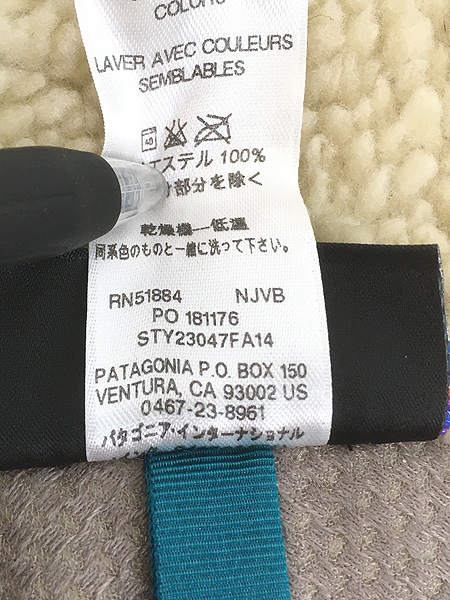 COLORS
LAVER AVEC COULEURS
SEMBLABLES
40
エステル 100%
部分を除く
乾燥機—低温
同系色のものと一緒に洗って下さい。
RN51884 NJVB
PO 181176
STY23047FA14
PATAGONIA P.O. BOX 150
VENTURA, CA 93002 US
0467-23-8961
パタゴニア・インターナショナル